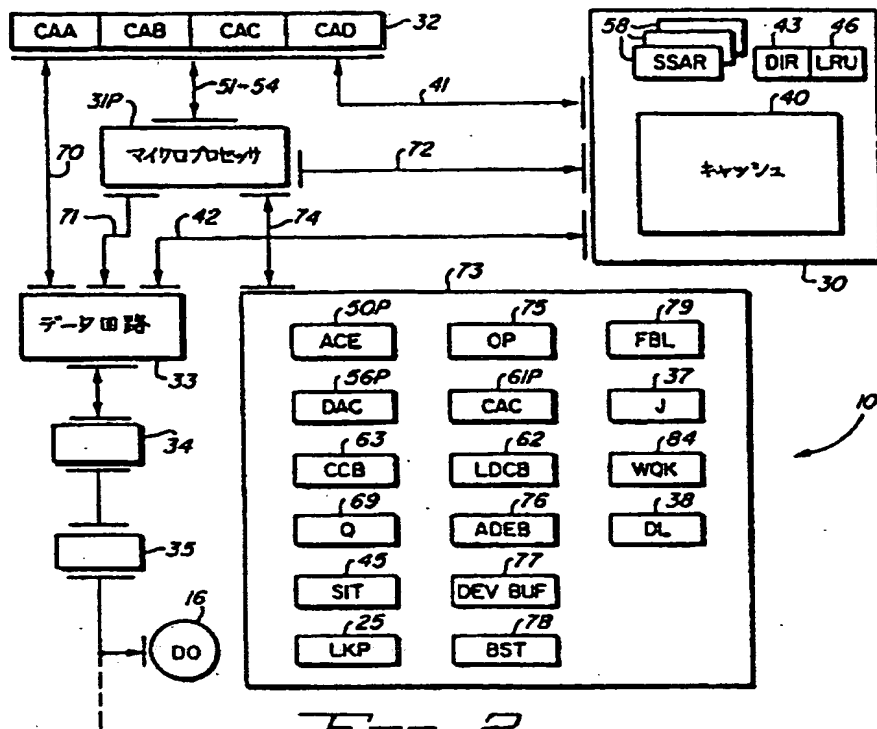 CAA CAB CAC CAD 32
58 SSAR 43 DIR 46 LRU
51-54
41
40
キャッシュ
31P
マイクロプロセッサ
72
70
71
42
74
30
データ回路
33
73
50P ACE
75 OP
79 FBL
56P DAC
61P CAC
37 J
10
34
63 CCB
62 LDCB
84 WQK
69 Q
76 ADEB
38 DL
35
45 SIT
77 DEV BUF
16 DO
25 LKP
78 BST